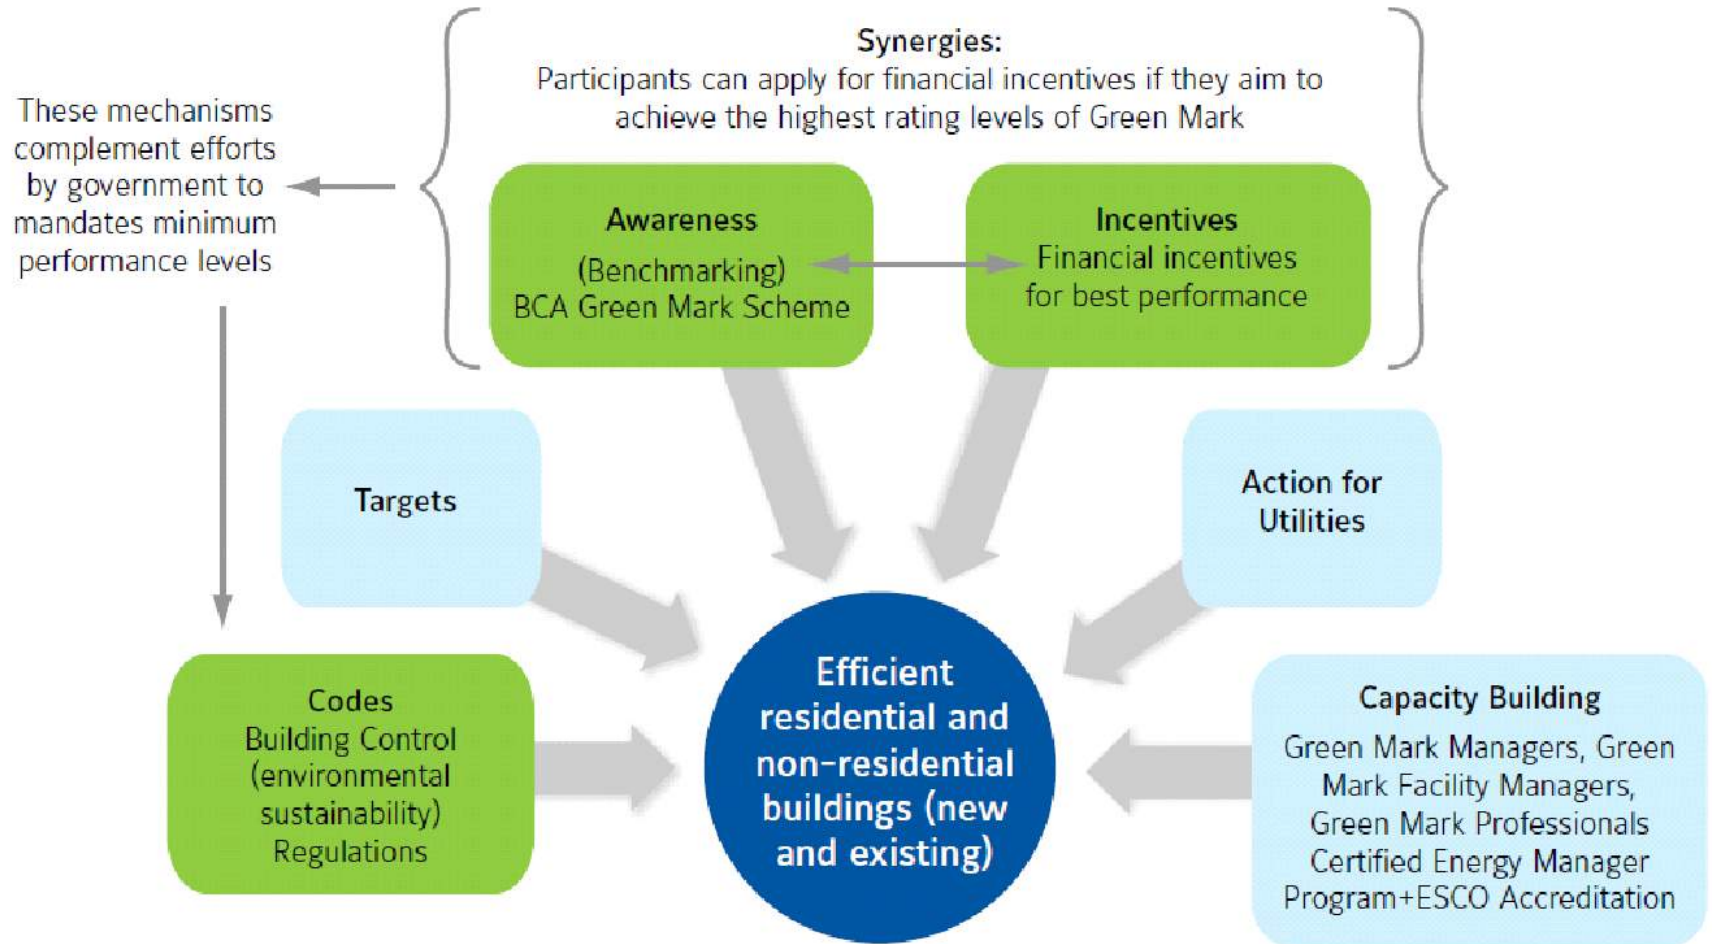 Synergies:
Participants can apply for financial incentives if they aim to
achieve the highest rating levels of Green Mark
These mechanisms
complement efforts
by government to
mandates minimum
performance levels
Awareness
(Benchmarking)
BCA Green Mark Scheme
Incentives
Financial incentives
for best performance
Targets
Action for
Utilities
Codes
Building Control
(environmental
sustainability)
Regulations
Efficient
residential and
non-residential
buildings (new
and existing)
Capacity Building
Green Mark Managers, Green
Mark Facility Managers,
Green Mark Professionals
Certified Energy Manager
Program+ESCO Accreditation